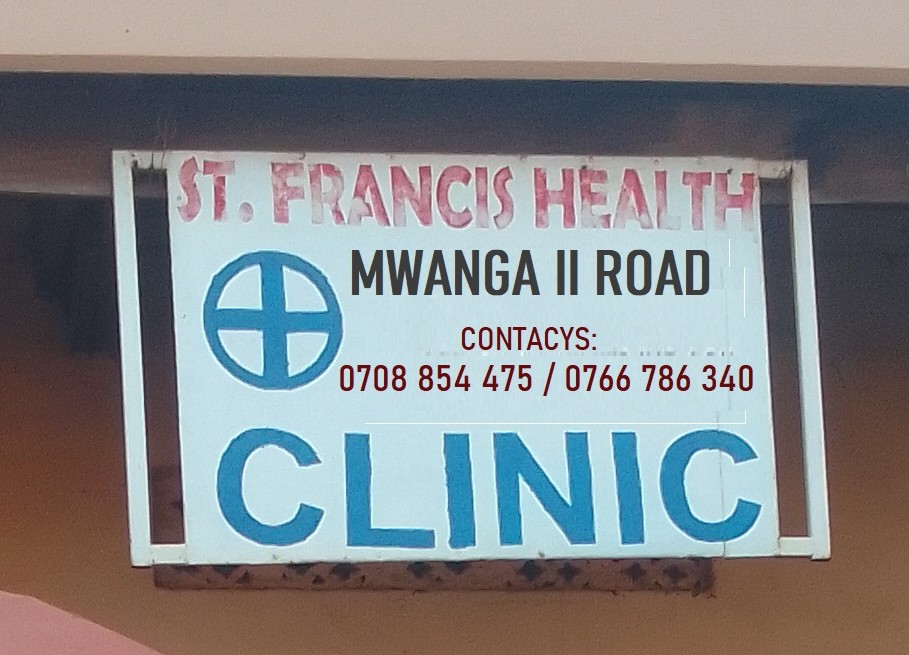 ST. FRANCIS HEALTH
MWANGA II ROAD
CONTACYS:
0708 854 475 / 0766 786 340
CLINIC